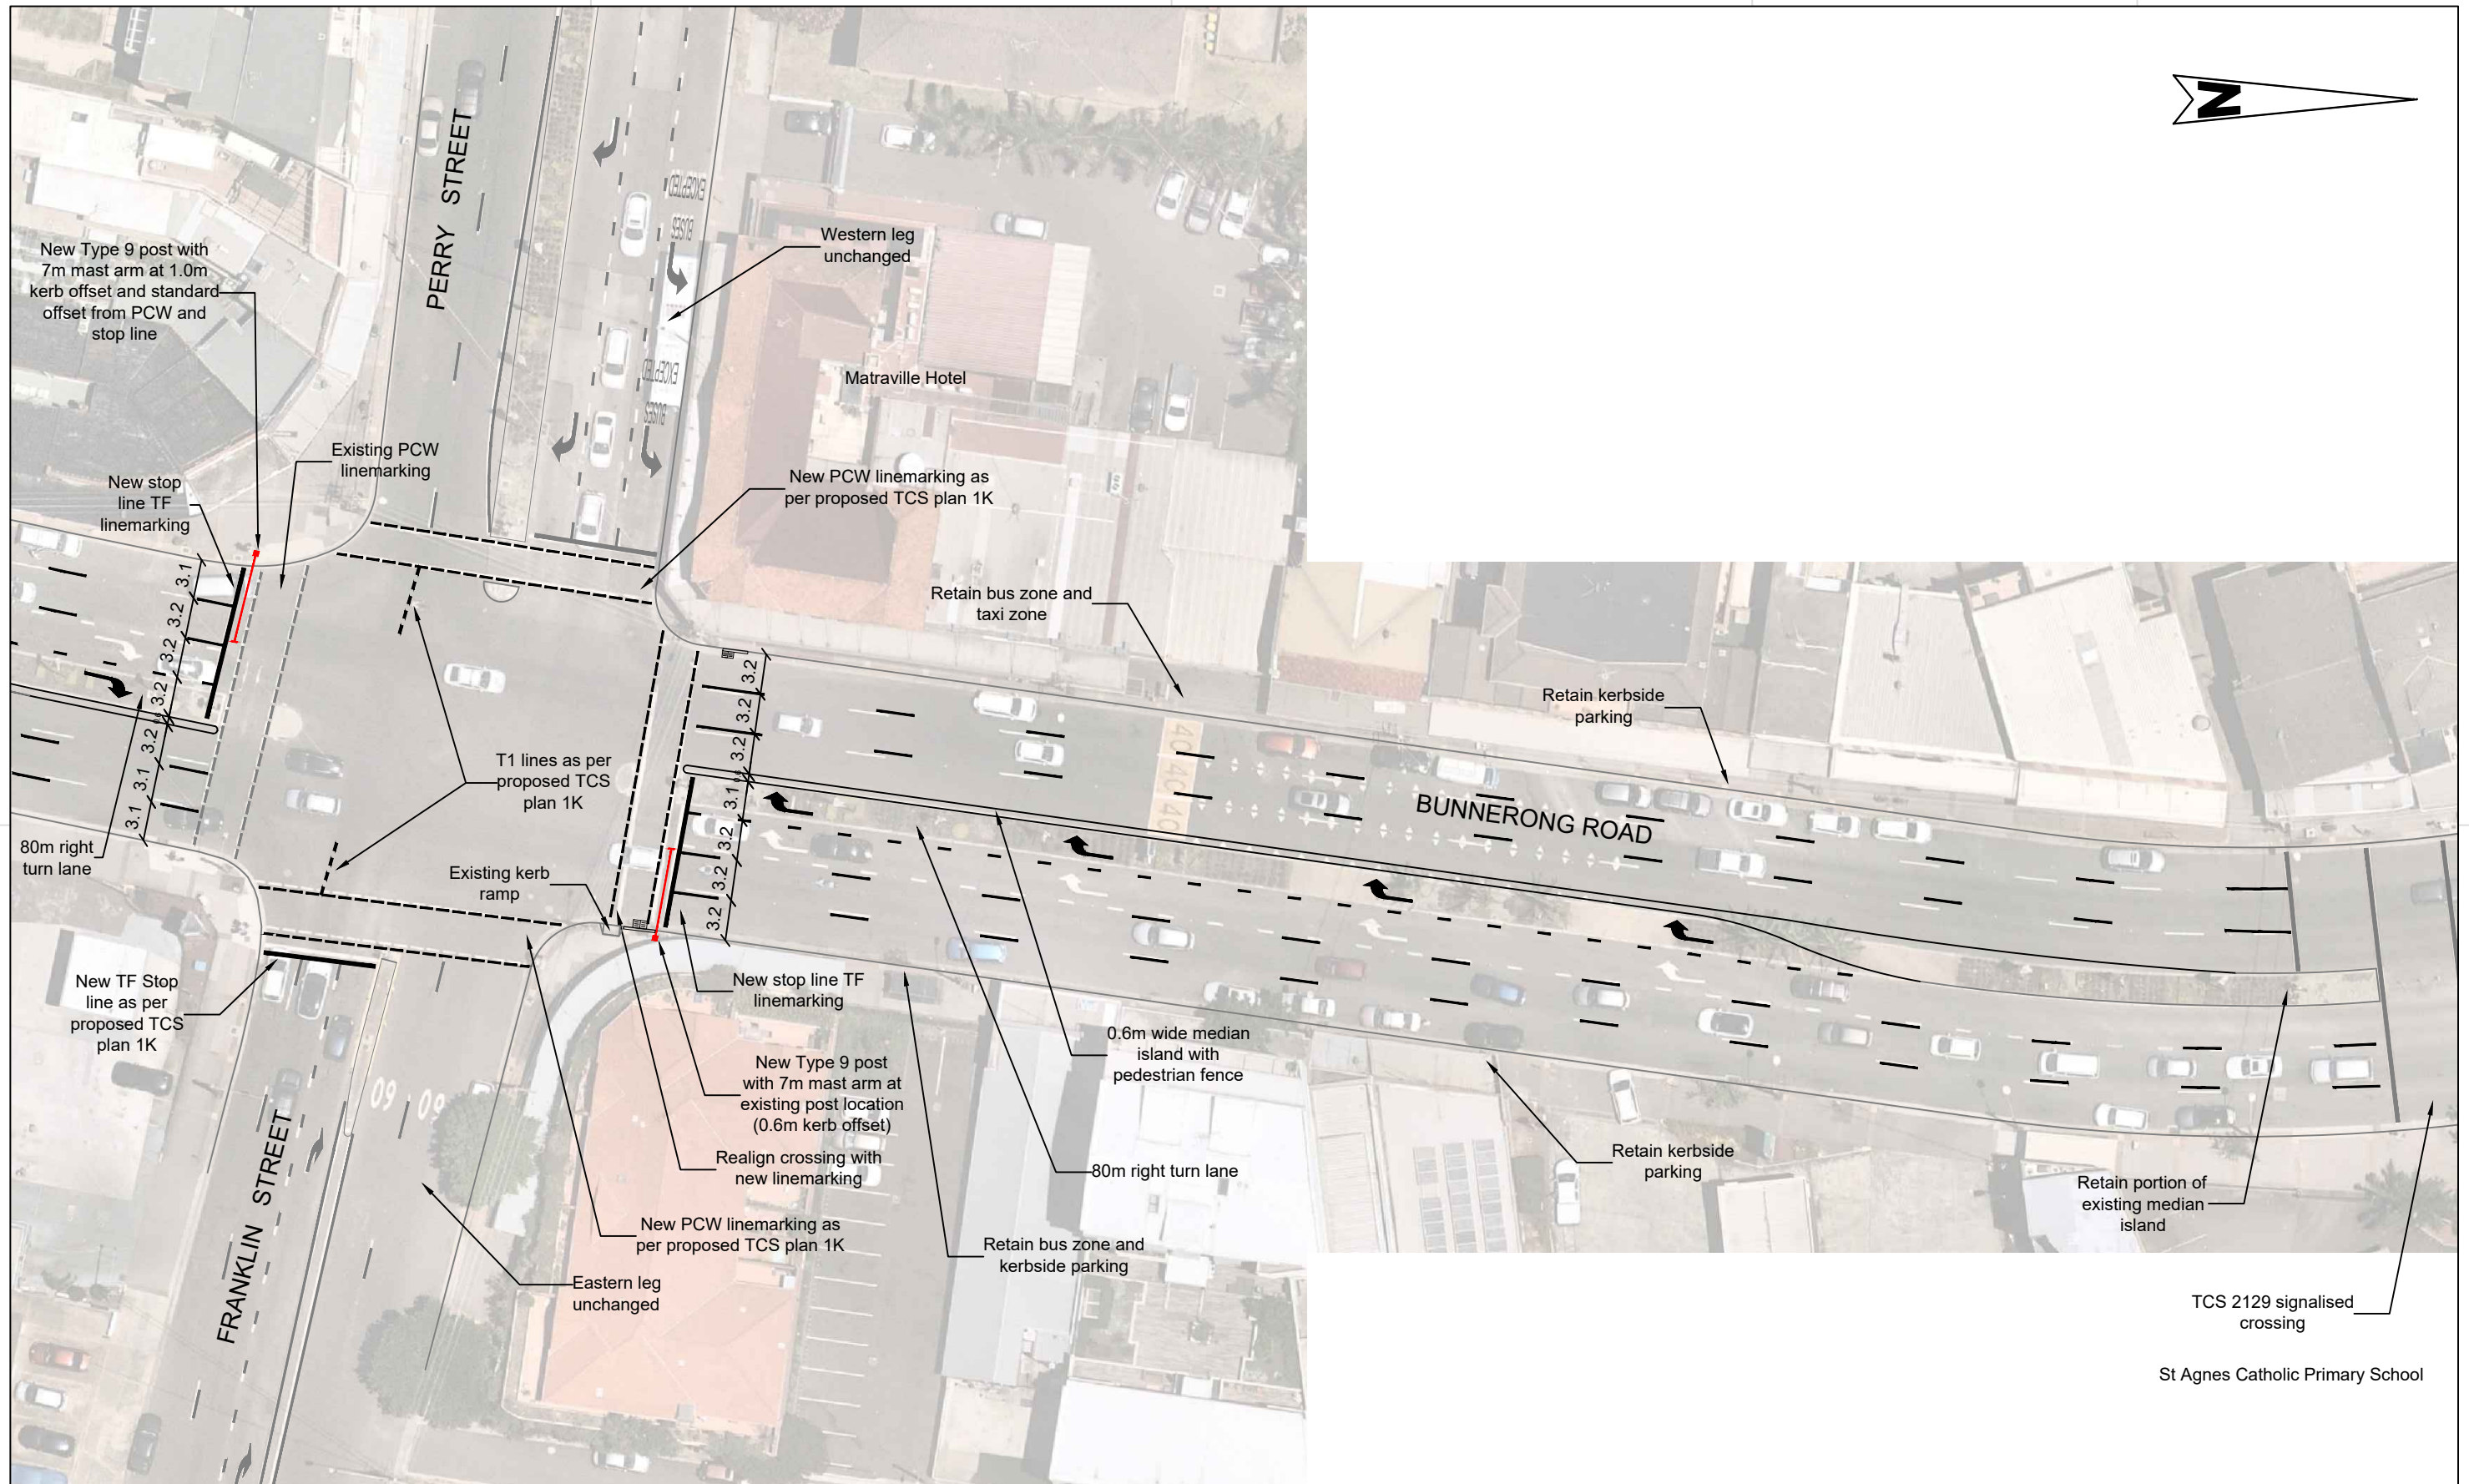 N
PERRY STREET
New Type 9 post with
7m mast arm at 1.0m
kerb offset and standard
offset from PCW and
stop line
Western leg
unchanged
EXCEPTED
BUSES
EXCEPTED
BUSES
Matraville Hotel
Existing PCW
linemarking
New stop
line TF
linemarking
New PCW linemarking as
per proposed TCS plan 1K
Retain bus zone and
taxi zone
Retain kerbside
parking
3.1
3.2
3.2
3.2
3.2
3.1
3.1
3.2
3.2
3.2
3.1
3.2
3.2
3.2
T1 lines as per
proposed TCS
plan 1K
40 40 40
BUNNERONG ROAD
80m right
turn lane
Existing kerb
ramp
New TF Stop
line as per
proposed TCS
plan 1K
New stop line TF
linemarking
0.6m wide median
island with
pedestrian fence
New Type 9 post
with 7m mast arm at
existing post location
(0.6m kerb offset)
60 60
FRANKLIN STREET
Realign crossing with
new linemarking
80m right turn lane
Retain kerbside
parking
Retain portion of
existing median
island
New PCW linemarking as
per proposed TCS plan 1K
Retain bus zone and
kerbside parking
Eastern leg
unchanged
TCS 2129 signalised
crossing
St Agnes Catholic Primary School